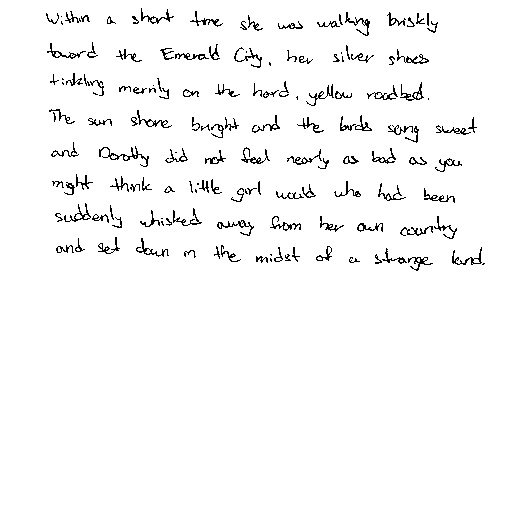 Within a short time she was walking briskly
toward the Emerald City, her silver shoes
tinkling merrily on the hard, yellow roadbed.
The sun shone bright and the birds sang sweet
and Dorothy did not feel nearly as bad as you
might think a little girl would who had been
suddenly whisked away from her own country
and set down in the midst of a strange land.